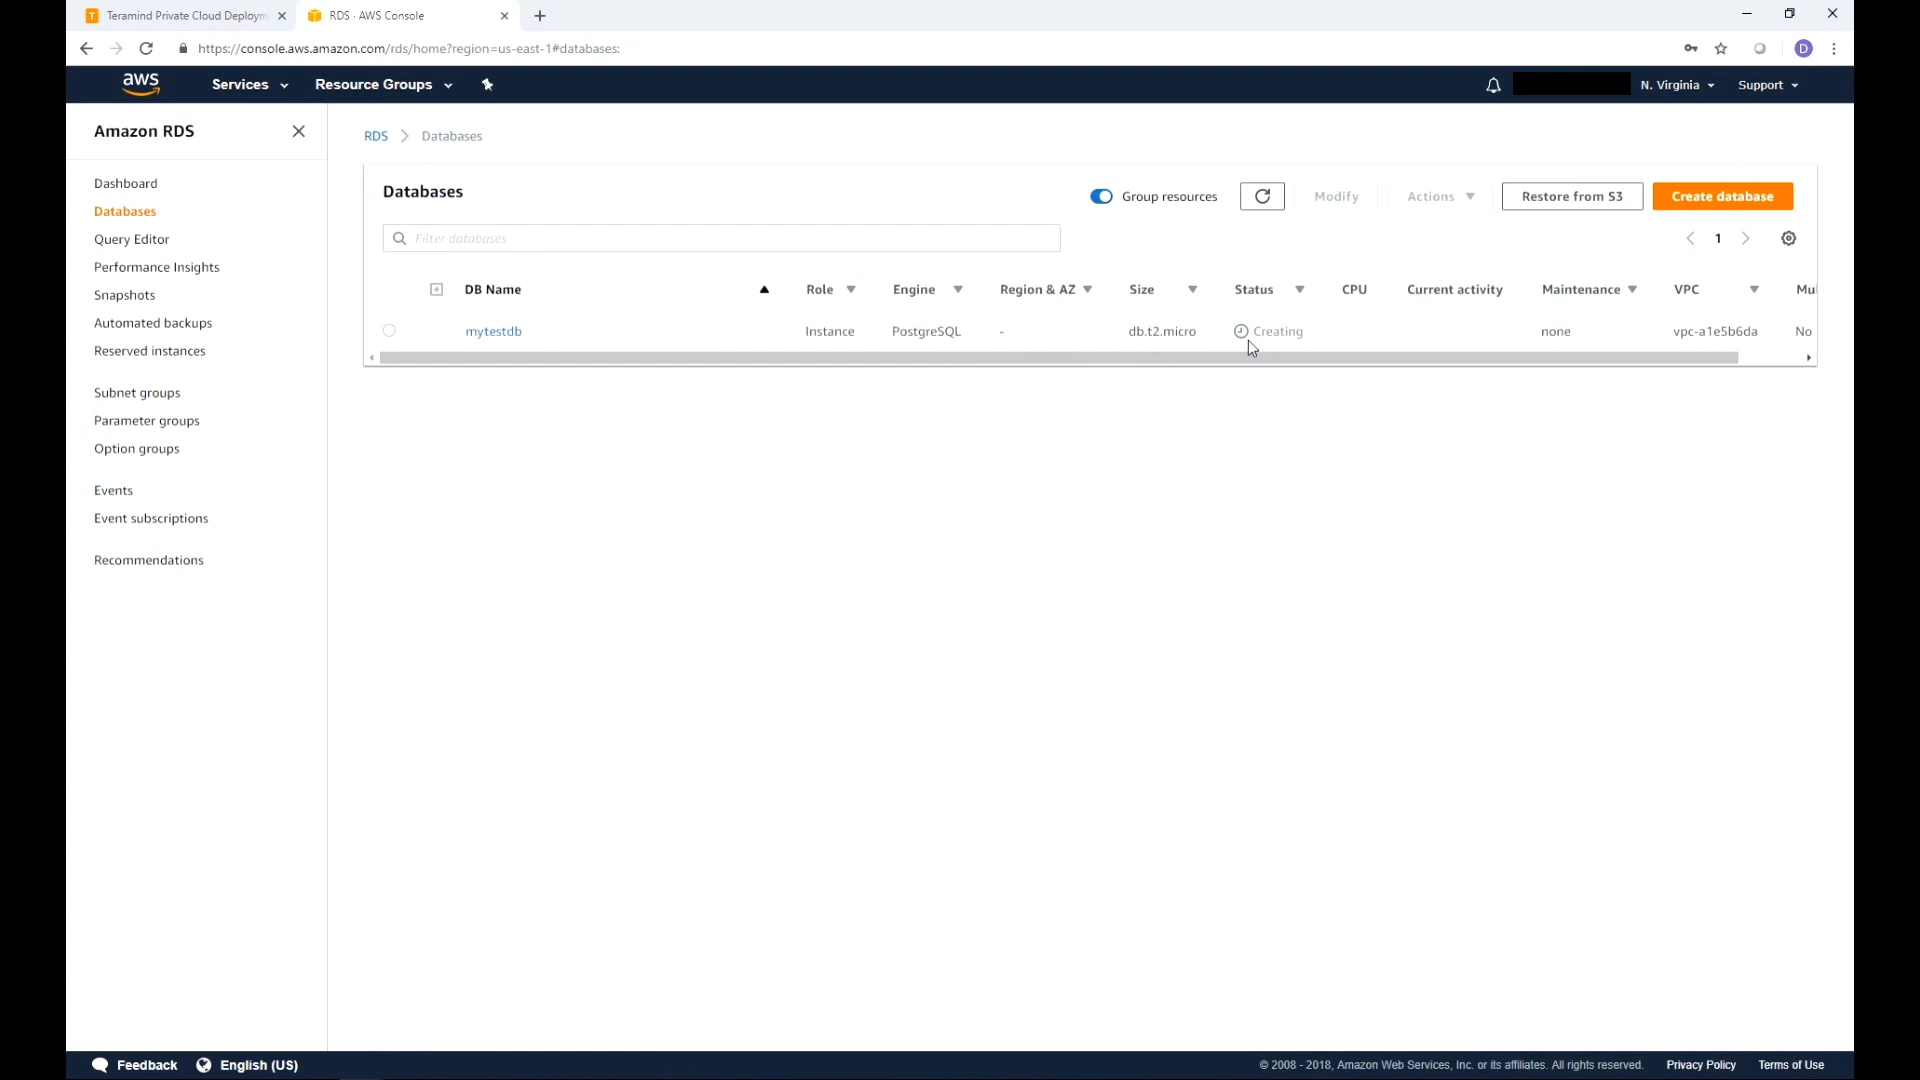 Teramind Private Cloud Deploym
RDS · AWS Console
https://console.aws.amazon.com/rds/home?region=us-east-1#databases:
D
aws
Services
Resource Groups
N. Virginia
Support
Amazon RDS
Dashboard
Databases
Query Editor
Performance Insights
Snapshots
Automated backups
Reserved instances
Subnet groups
Parameter groups
Option groups
Events
Event subscriptions
Recommendations
RDS > Databases
Databases
Group resources
Modify
Actions
Restore from S3
Create database
Filter databases
1
DB Name Role Engine Region & AZ Size Status CPU Current activity Maintenance VPC Mul
mytestdb Instance PostgreSQL - db.t2.micro Creating none vpc-a1e5b6da No
Feedback
English (US)
© 2008 - 2018, Amazon Web Services, Inc. or its affiliates. All rights reserved.
Privacy Policy
Terms of Use